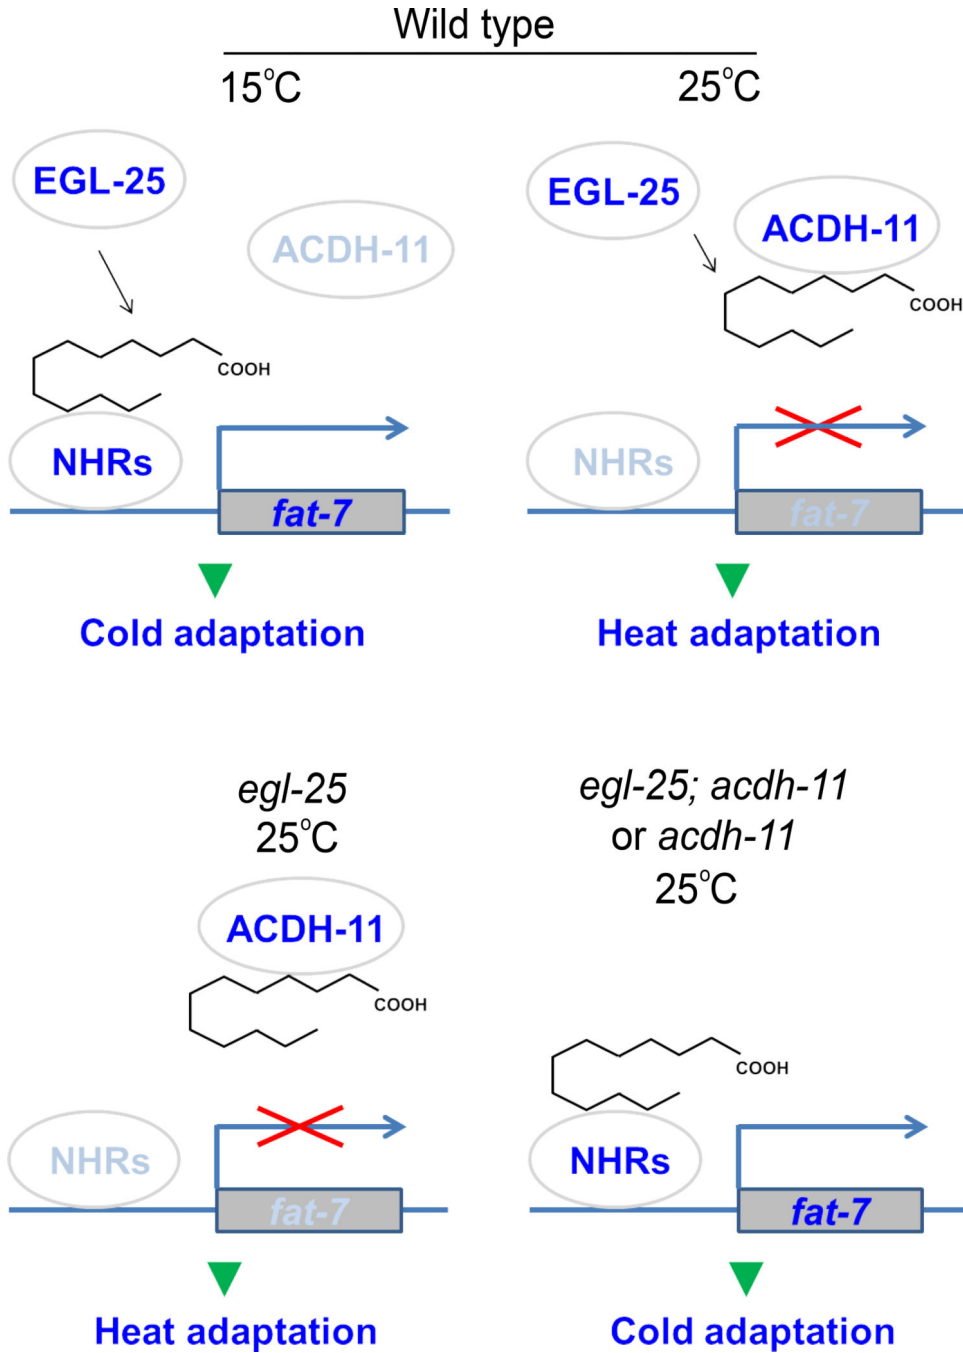 Wild type
15°C
25°C
EGL-25
ACDH-11
COOH
NHRs
fat-7
Cold adaptation
EGL-25
ACDH-11
COOH
NHRs
fat-7
Heat adaptation
egl-25
25°C
ACDH-11
COOH
NHRs
fat-7
Heat adaptation
egl-25; acdh-11
or acdh-11
25°C
COOH
NHRs
fat-7
Cold adaptation